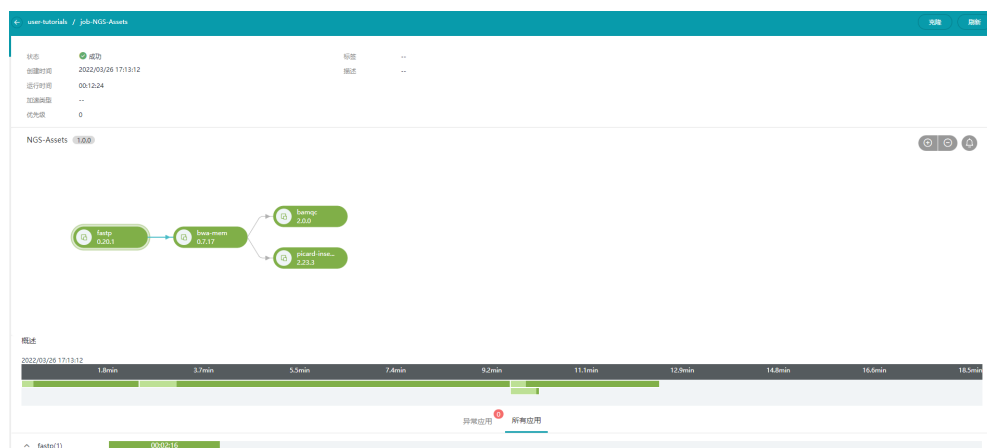 ← user-tutorials / job-NGS-Assets
克隆 刷新
状态 成功 标签 --
创建时间 2022/03/26 17:13:12 描述 --
运行时间 00:12:24
加速类型 --
优先级 0
NGS-Assets 1.0.0
fastp
0.20.1
bwa-mem
0.7.17
bamqc
2.0.0
picard-inse...
2.23.3
概述
2022/03/26 17:13:12
1.8min 3.7min 5.5min 7.4min 9.2min 11.1min 12.9min 14.8min 16.6min 18.5min
异常应用 0 所有应用
fastp(1) 00:02:16